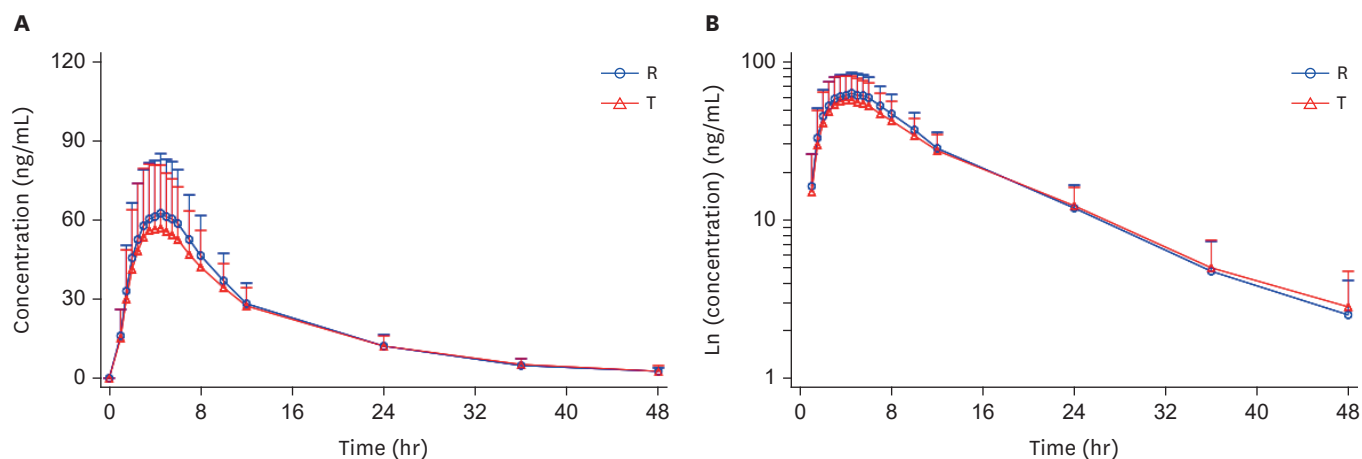 A
Concentration (ng/mL)
120
90
60
30
0
R
T
0 8 16 24 32 40 48
Time (hr)
B
Ln (concentration) (ng/mL)
100
10
1
R
T
0 8 16 24 32 40 48
Time (hr)